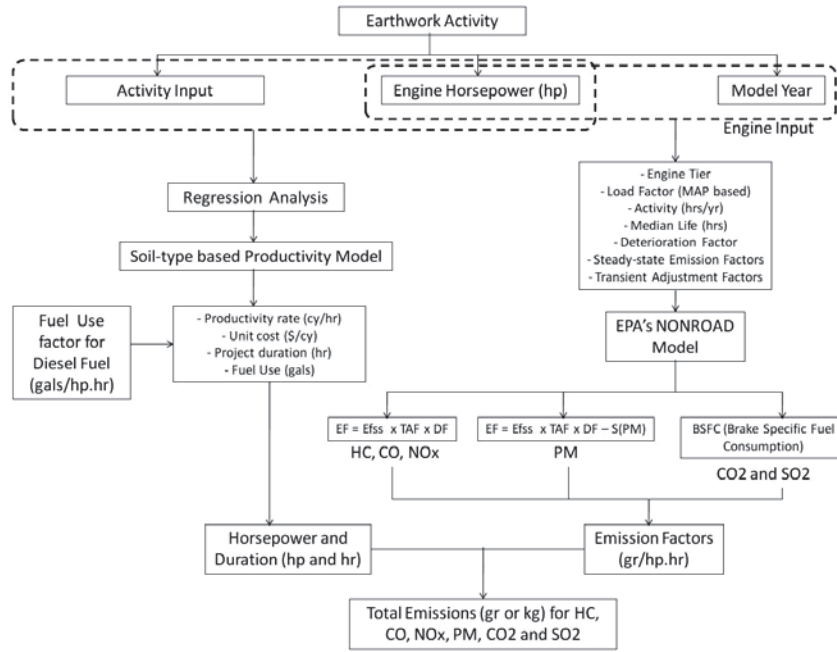 Earthwork Activity
Activity Input
Engine Horsepower (hp)
Model Year
Engine Input
- Engine Tier
- Load Factor (MAP based)
- Activity (hrs/yr)
- Median Life (hrs)
- Deterioration Factor
- Steady-state Emission Factors
- Transient Adjustment Factors
Regression Analysis
Soil-type based Productivity Model
Fuel Use
factor for
Diesel Fuel
(gals/hp.hr)
- Productivity rate (cy/hr)
- Unit cost ($/cy)
- Project duration (hr)
- Fuel Use (gals)
EPA's NONROAD
Model
EF = Efss x TAF x DF
HC, CO, NOx
EF = Efss x TAF x DF – S(PM)
PM
BSFC (Brake Specific Fuel
Consumption)
CO2 and SO2
Horsepower and
Duration (hp and hr)
Emission Factors
(gr/hp.hr)
Total Emissions (gr or kg) for HC,
CO, NOx, PM, CO2 and SO2